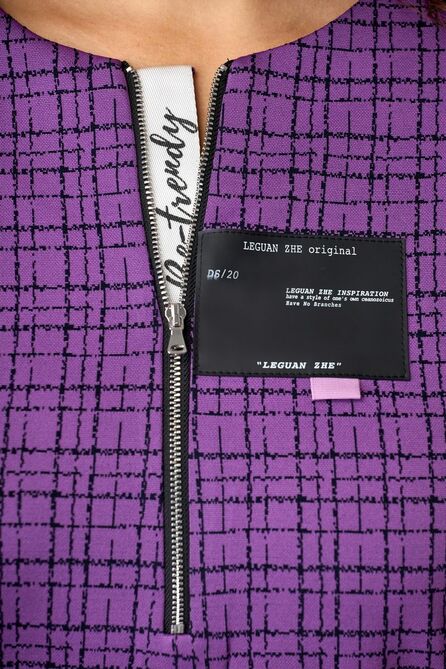 Be-trendy
LEGUAN ZHE original
D6/20
LEGUAN ZHE INSPIRATION
have a style of one's own ceanozoicus
Have No Branches
"LEGUAN ZHE"